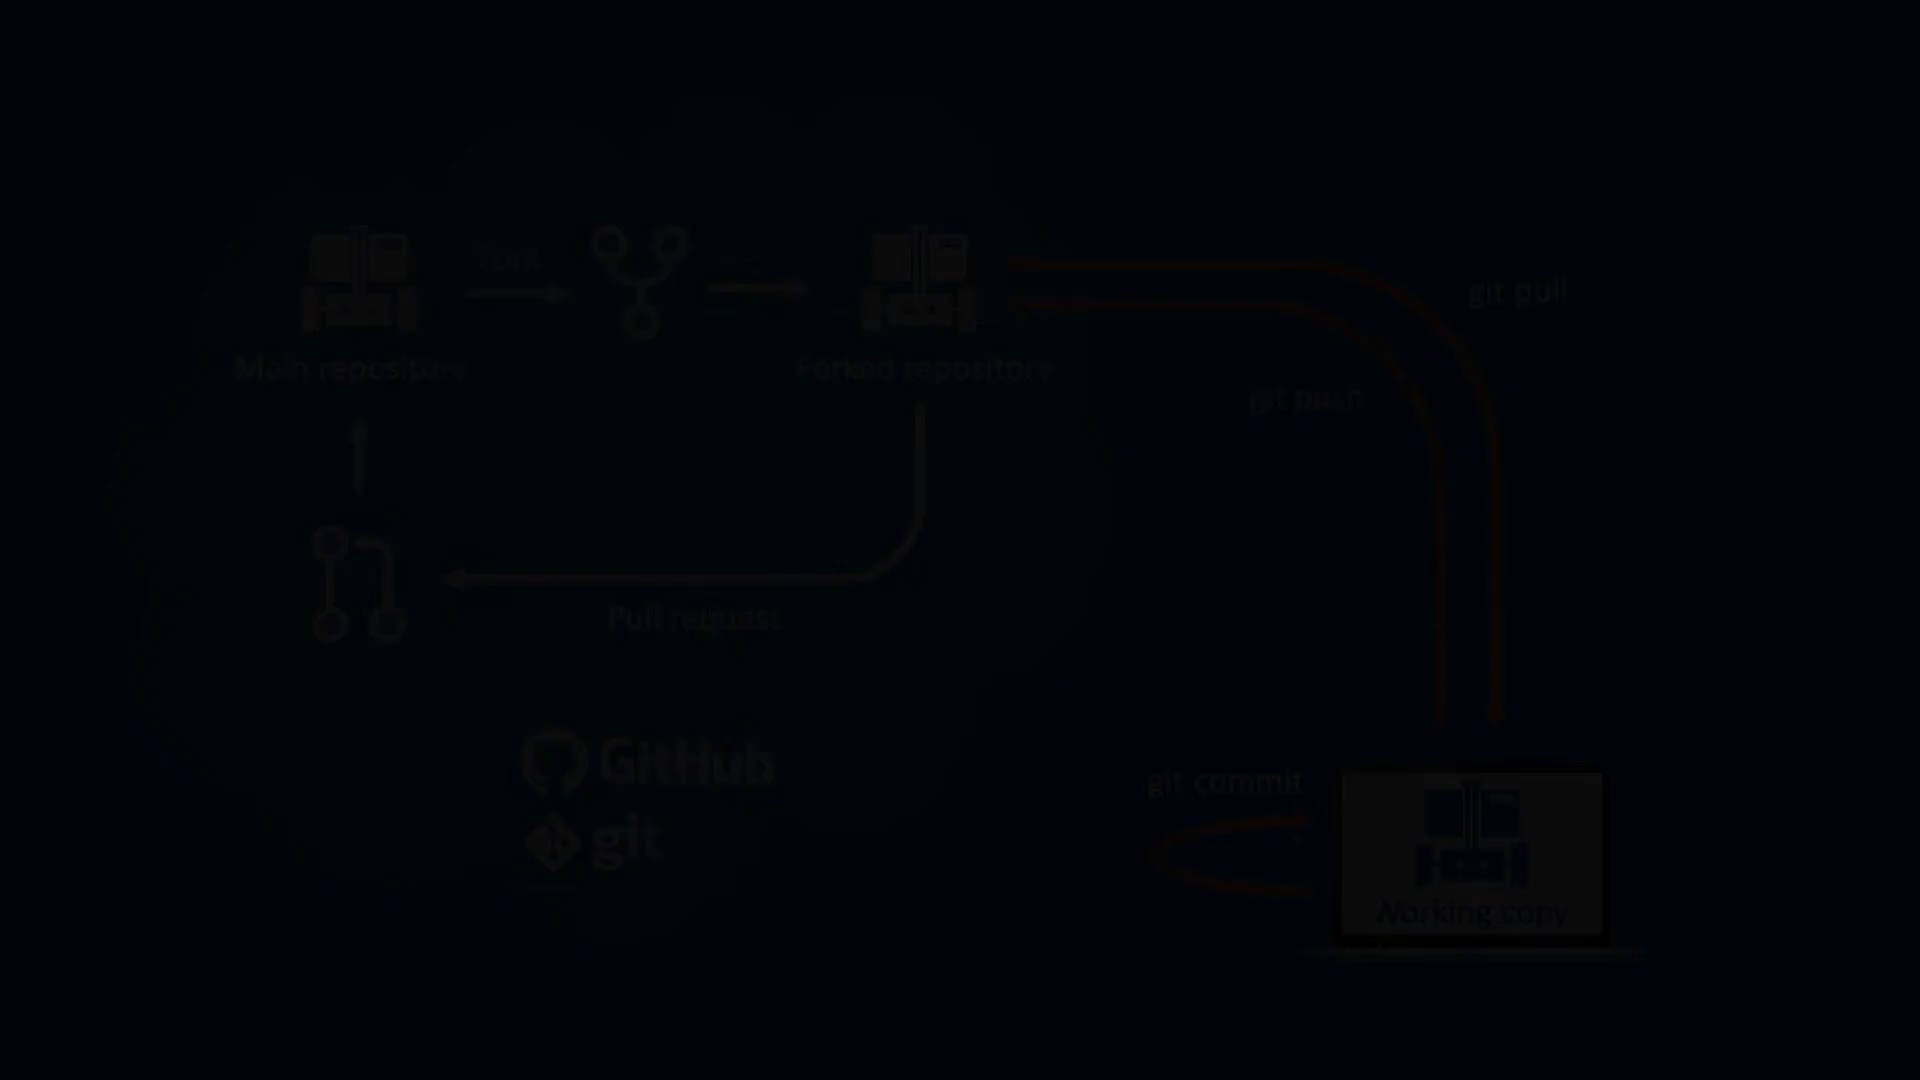 Fork
Main repository
Forked repository
git pull
git push
Pull request
GitHub
git
git commit
Working copy